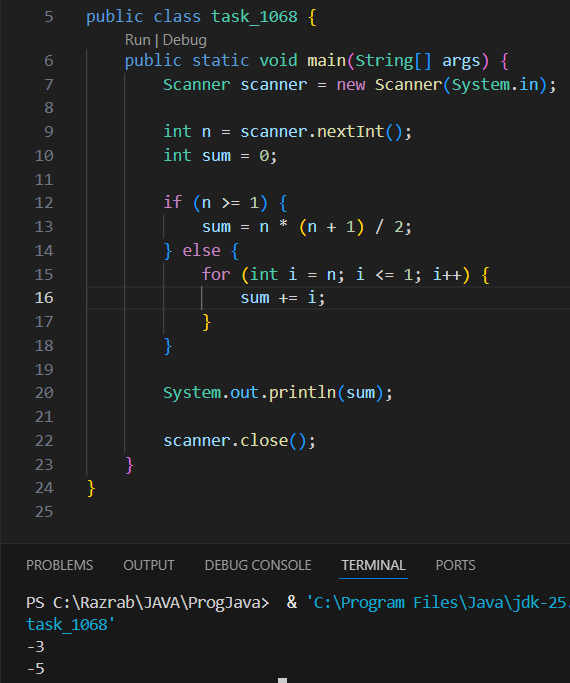 5 public class task_1068 {
Run | Debug
6 public static void main(String[] args) {
7 Scanner scanner = new Scanner(System.in);
8
9 int n = scanner.nextInt();
10 int sum = 0;
11
12 if (n >= 1) {
13 sum = n * (n + 1) / 2;
14 } else {
15 for (int i = n; i <= 1; i++) {
16 sum += i;
17 }
18 }
19
20 System.out.println(sum);
21
22 scanner.close();
23 }
24 }
25
PROBLEMS OUTPUT DEBUG CONSOLE TERMINAL PORTS
PS C:\Razrab\JAVA\ProgJava> & 'C:\Program Files\Java\jdk-25.
task_1068'
-3
-5